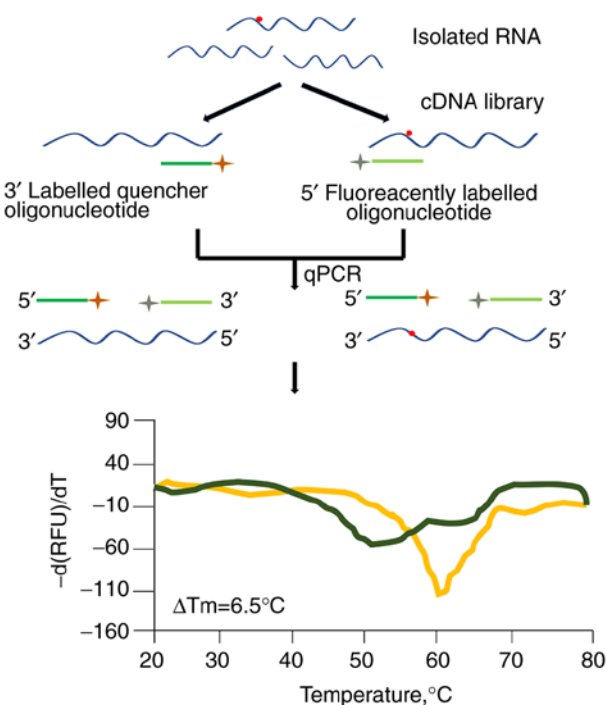 Isolated RNA
cDNA library
3′ Labelled quencher
oligonucleotide
5′ Fluoreacently labelled
oligonucleotide
qPCR
5′ 3′ 5′ 3′
3′ 5′ 3′ 5′
90
40
−10
−60
−110
−160
−d(RFU)/dT
ΔTm=6.5°C
20 30 40 50 60 70 80
Temperature,°C